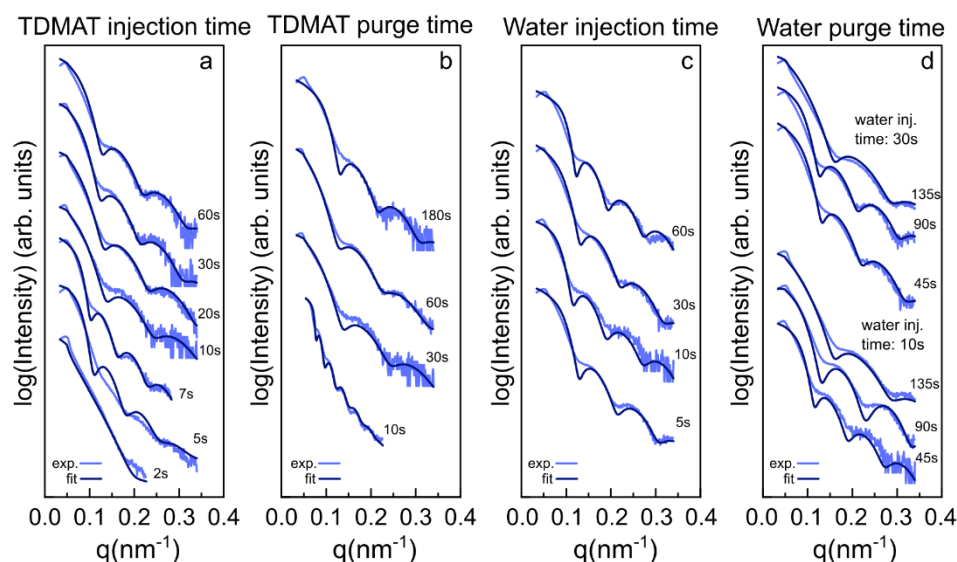 TDMAT injection time
TDMAT purge time
Water injection time
Water purge time
a
b
c
d
log(Intensity) (arb. units)
60s
30s
20s
10s
7s
5s
2s
exp.
fit
0.0 0.1 0.2 0.3 0.4
q(nm⁻¹)
log(Intensity) (arb. units)
180s
60s
30s
10s
exp.
fit
0.0 0.1 0.2 0.3 0.4
q(nm⁻¹)
log(Intensity) (arb. units)
60s
30s
10s
5s
exp.
fit
0.0 0.1 0.2 0.3 0.4
q(nm⁻¹)
log(Intensity) (arb. units)
water inj.
time: 30s
135s
90s
45s
water inj.
time: 10s
135s
90s
45s
exp.
fit
0.0 0.1 0.2 0.3 0.4
q(nm⁻¹)